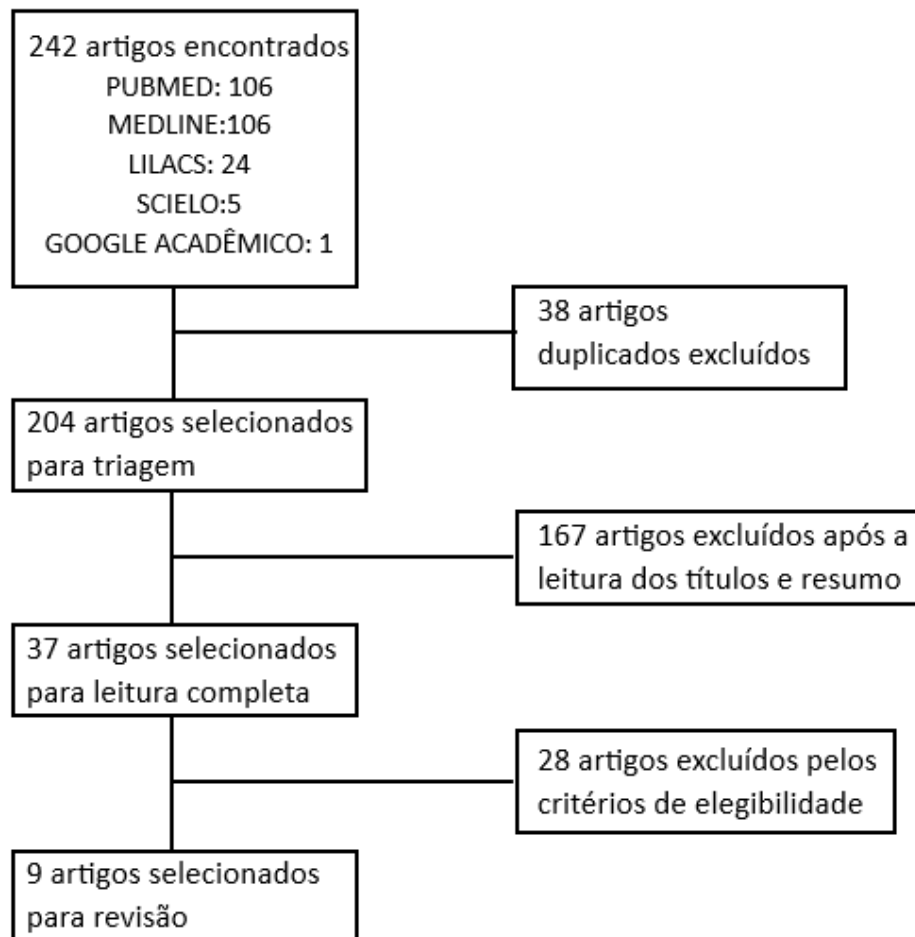 242 artigos encontrados
PUBMED: 106
MEDLINE:106
LILACS: 24
SCIELO:5
GOOGLE ACADÊMICO: 1
38 artigos
duplicados excluídos
204 artigos selecionados
para triagem
167 artigos excluídos após a
leitura dos títulos e resumo
37 artigos selecionados
para leitura completa
28 artigos excluídos pelos
critérios de elegibilidade
9 artigos selecionados
para revisão